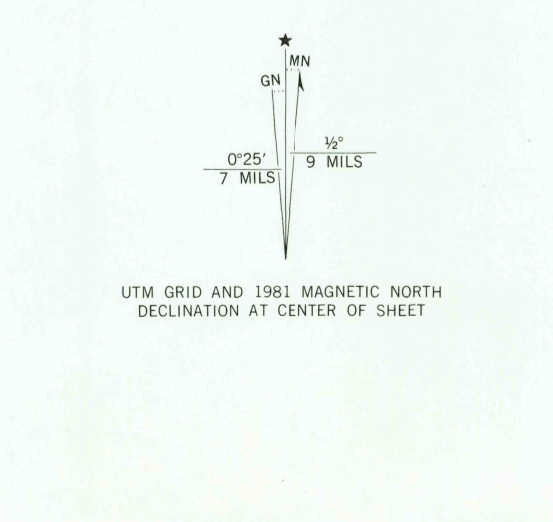 ★
MN
GN
½°
0°25′
9 MILS
7 MILS
UTM GRID AND 1981 MAGNETIC NORTH
DECLINATION AT CENTER OF SHEET